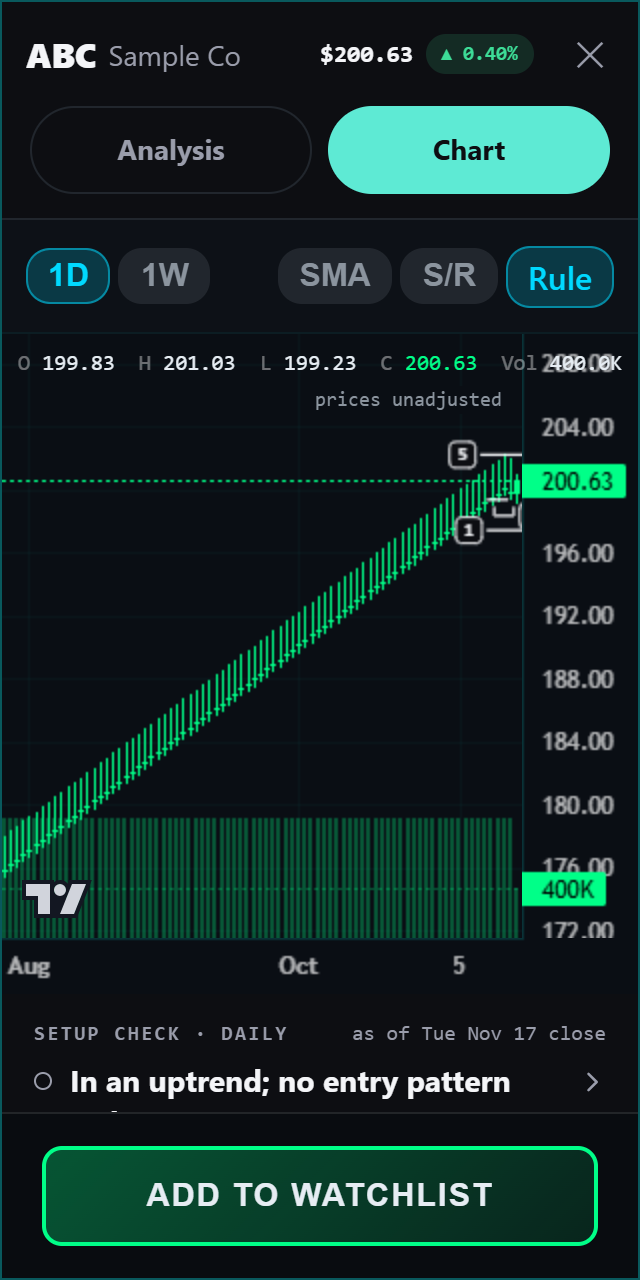 ABC Sample Co $200.63 ▲ 0.40%
Analysis Chart
1D 1W SMA S/R Rule
O 199.83 H 201.03 L 199.23 C 200.63 Vol 400.0K
prices unadjusted
204.00
5
200.63
1
196.00
192.00
188.00
184.00
180.00
176.00
400K
172.00
Aug Oct 5
SETUP CHECK · DAILY as of Tue Nov 17 close
In an uptrend; no entry pattern
ADD TO WATCHLIST